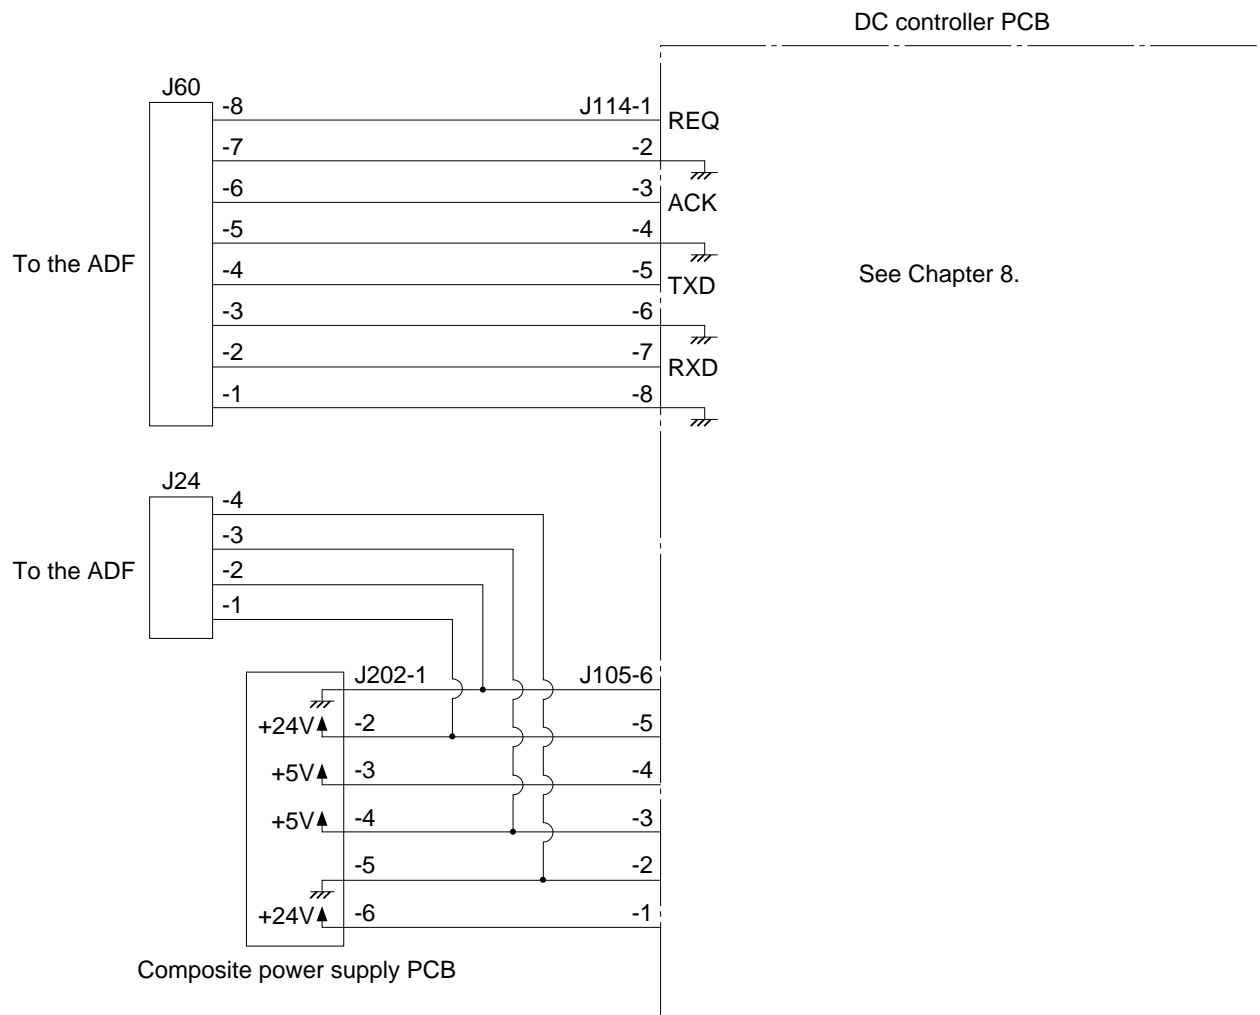 DC controller PCB
J60
-8 J114-1 REQ
-7 -2
-6 -3 ACK
-5 -4
To the ADF
-4 -5 TXD
See Chapter 8.
-3 -6
-2 -7 RXD
-1 -8
J24
-4
-3
To the ADF
-2
-1
J202-1 J105-6
+24V -2 -5
+5V -3 -4
+5V -4 -3
-5 -2
+24V -6 -1
Composite power supply PCB